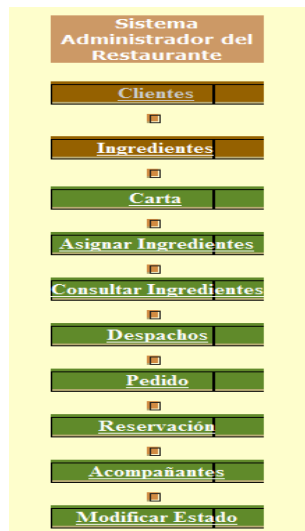 Sistema
Administrador del
Restaurante
Clientes
Ingredientes
Carta
Asignar Ingredientes
Consultar Ingredientes
Despachos
Pedido
Reservación
Acompañantes
Modificar Estado